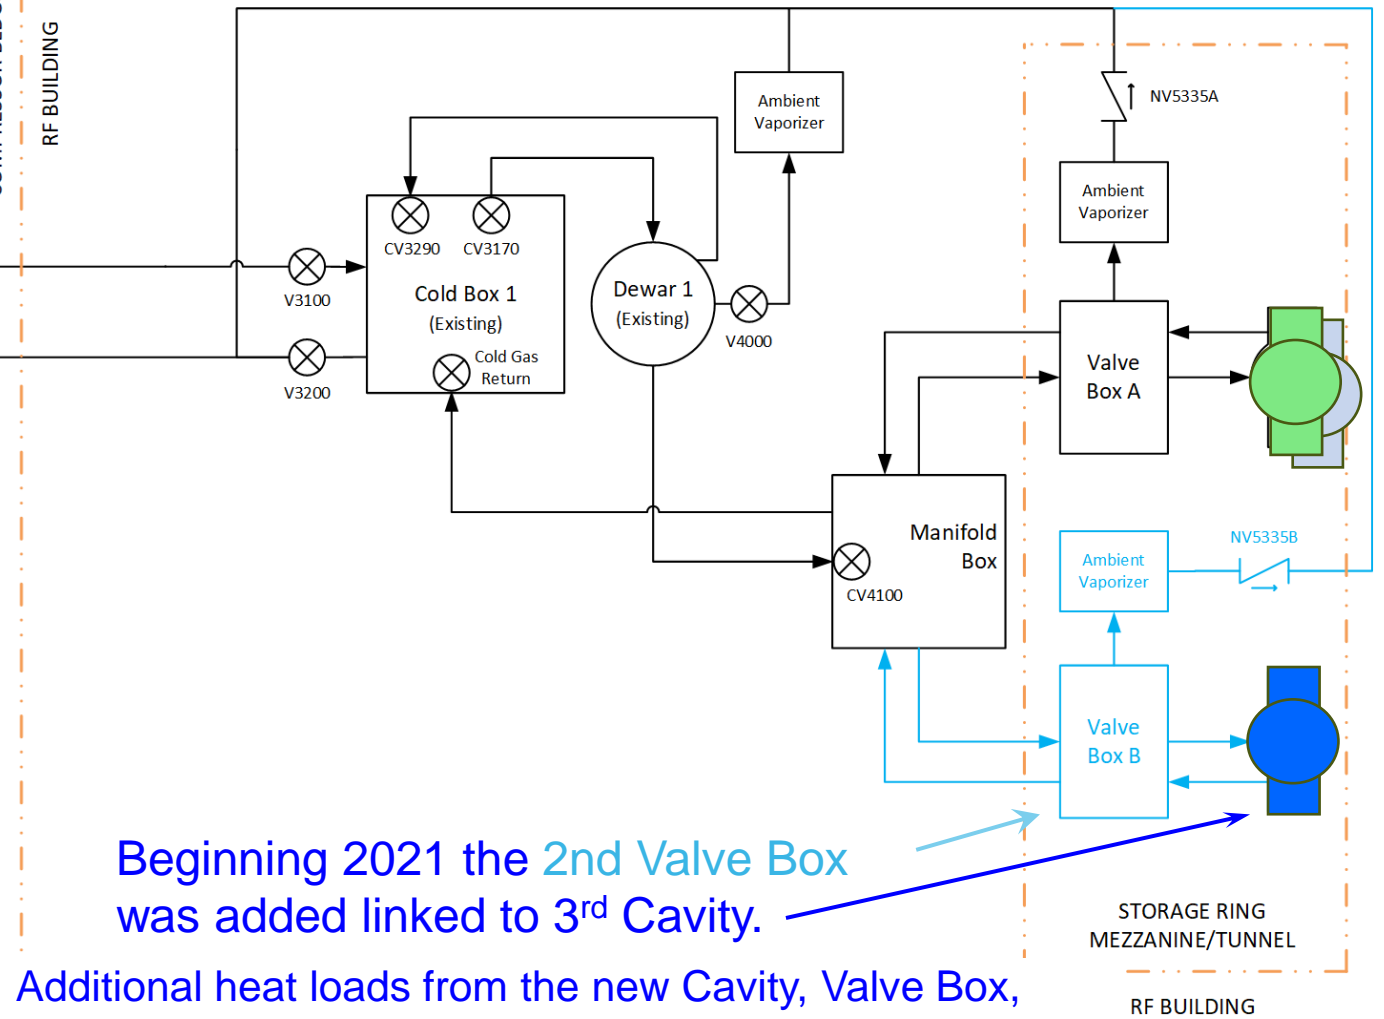 RF BUILDING
NV5335A
Ambient
Vaporizer
Ambient
Vaporizer
CV3290
CV3170
V3100
Cold Box 1
(Existing)
Dewar 1
(Existing)
V4000
Cold Gas
Return
V3200
Valve
Box A
Manifold
Box
CV4100
NV5335B
Ambient
Vaporizer
Valve
Box B
Beginning 2021 the 2nd Valve Box
was added linked to 3rd Cavity.
STORAGE RING
MEZZANINE/TUNNEL
Additional heat loads from the new Cavity, Valve Box,
RF BUILDING